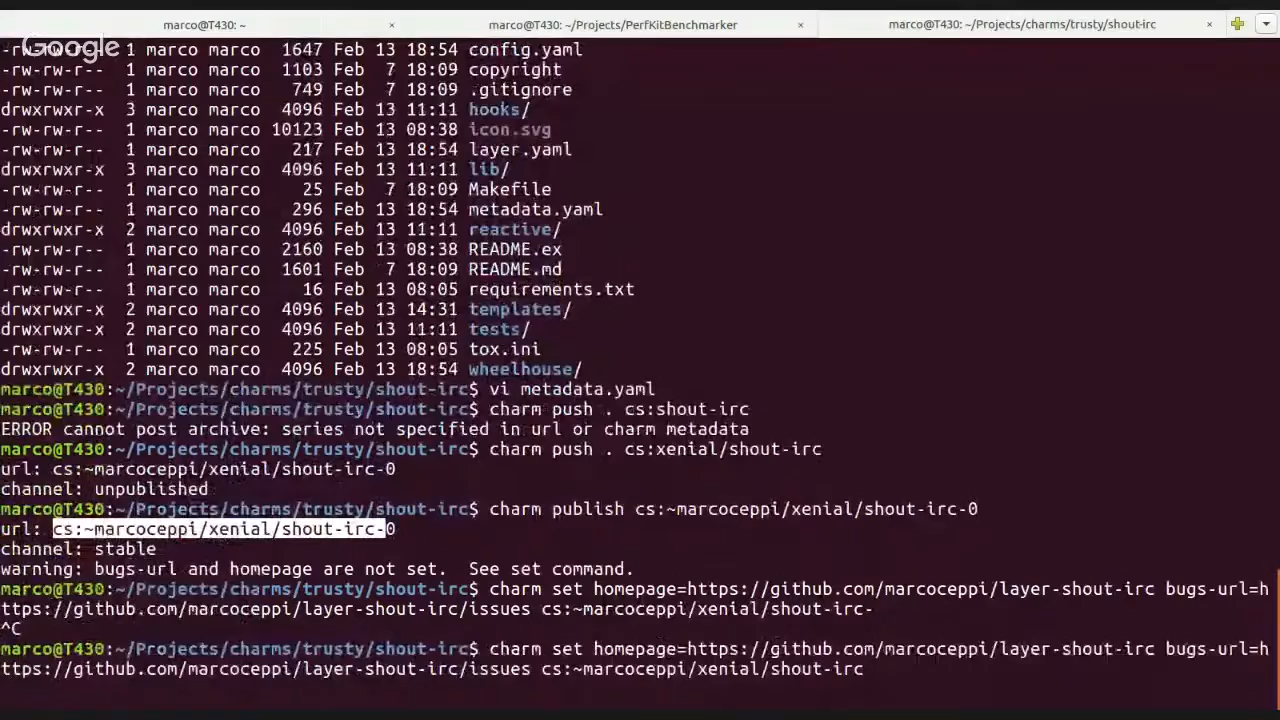 marco@T430: ~ × marco@T430: ~/Projects/PerfKitBenchmarker × marco@T430: ~/Projects/charms/trusty/shout-irc ×
Google
-rw-rw-r-- 1 marco marco 1647 Feb 13 18:54 config.yaml
-rw-rw-r-- 1 marco marco 1103 Feb 7 18:09 copyright
-rw-rw-r-- 1 marco marco 749 Feb 7 18:09 .gitignore
drwxrwxr-x 3 marco marco 4096 Feb 13 11:11 hooks/
-rw-rw-r-- 1 marco marco 10123 Feb 13 08:38 icon.svg
-rw-rw-r-- 1 marco marco 217 Feb 13 18:54 layer.yaml
drwxrwxr-x 3 marco marco 4096 Feb 13 11:11 lib/
-rw-rw-r-- 1 marco marco 25 Feb 7 18:09 Makefile
-rw-rw-r-- 1 marco marco 296 Feb 13 18:54 metadata.yaml
drwxrwxr-x 2 marco marco 4096 Feb 13 11:11 reactive/
-rw-rw-r-- 1 marco marco 2160 Feb 13 08:38 README.ex
-rw-rw-r-- 1 marco marco 1601 Feb 7 18:09 README.md
-rw-rw-r-- 1 marco marco 16 Feb 13 08:05 requirements.txt
drwxrwxr-x 2 marco marco 4096 Feb 13 14:31 templates/
drwxrwxr-x 2 marco marco 4096 Feb 13 11:11 tests/
-rw-rw-r-- 1 marco marco 225 Feb 13 08:05 tox.ini
drwxrwxr-x 2 marco marco 4096 Feb 13 18:54 wheelhouse/
marco@T430:~/Projects/charms/trusty/shout-irc$ vi metadata.yaml
marco@T430:~/Projects/charms/trusty/shout-irc$ charm push . cs:shout-irc
ERROR cannot post archive: series not specified in url or charm metadata
marco@T430:~/Projects/charms/trusty/shout-irc$ charm push . cs:xenial/shout-irc
url: cs:~marcoceppi/xenial/shout-irc-0
channel: unpublished
marco@T430:~/Projects/charms/trusty/shout-irc$ charm publish cs:~marcoceppi/xenial/shout-irc-0
url: cs:~marcoceppi/xenial/shout-irc-0
channel: stable
warning: bugs-url and homepage are not set.  See set command.
marco@T430:~/Projects/charms/trusty/shout-irc$ charm set homepage=https://github.com/marcoceppi/layer-shout-irc bugs-url=h
ttps://github.com/marcoceppi/layer-shout-irc/issues cs:~marcoceppi/xenial/shout-irc-
^C
marco@T430:~/Projects/charms/trusty/shout-irc$ charm set homepage=https://github.com/marcoceppi/layer-shout-irc bugs-url=h
ttps://github.com/marcoceppi/layer-shout-irc/issues cs:~marcoceppi/xenial/shout-irc